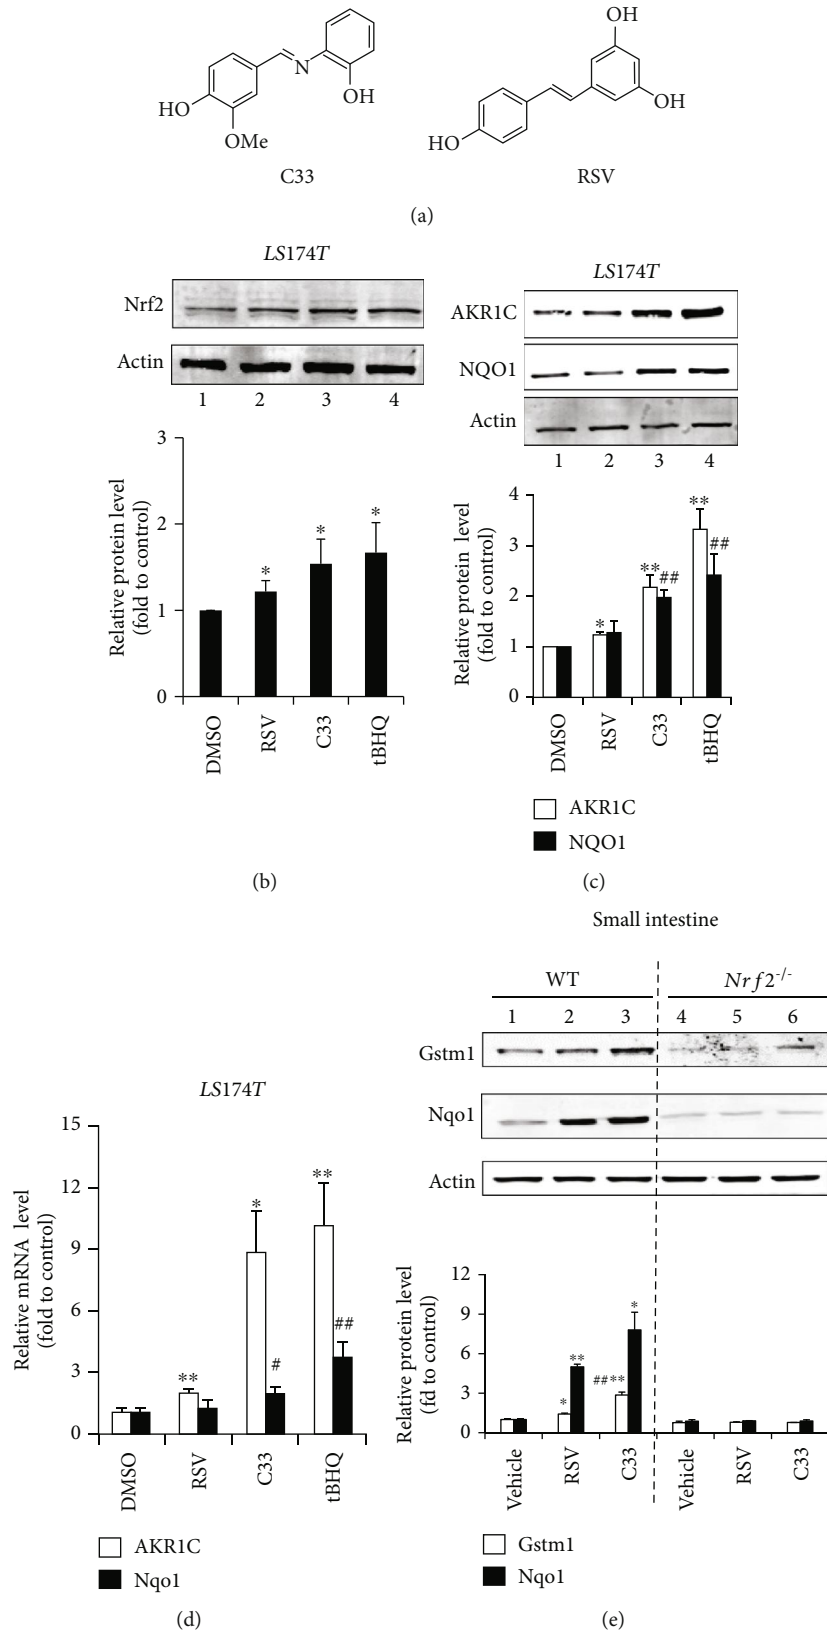 OH
N
HO
OH
OMe
C33
OH
OH
HO
RSV
(a)
LS174T
Nrf2
Actin
1 2 3 4
Relative protein level
(fold to control)
3
2
1
0
* * *
DMSO RSV C33 tBHQ
(b)
LS174T
AKR1C
NQO1
Actin
1 2 3 4
Relative protein level
(fold to control)
4
3
2
1
0
* ** ## ** ##
DMSO RSV C33 tBHQ
AKR1C
NQO1
(c)
LS174T
Relative mRNA level
(fold to control)
15
12
9
6
3
0
** * # ** ##
DMSO RSV C33 tBHQ
AKR1C
Nqo1
(d)
Small intestine
WT Nrf2-/-
1 2 3 4 5 6
Gstm1
Nqo1
Actin
Relative protein level
(fd to control)
12
9
6
3
0
* ** ##** *
Vehicle RSV C33 Vehicle RSV C33
Gstm1
Nqo1
(e)